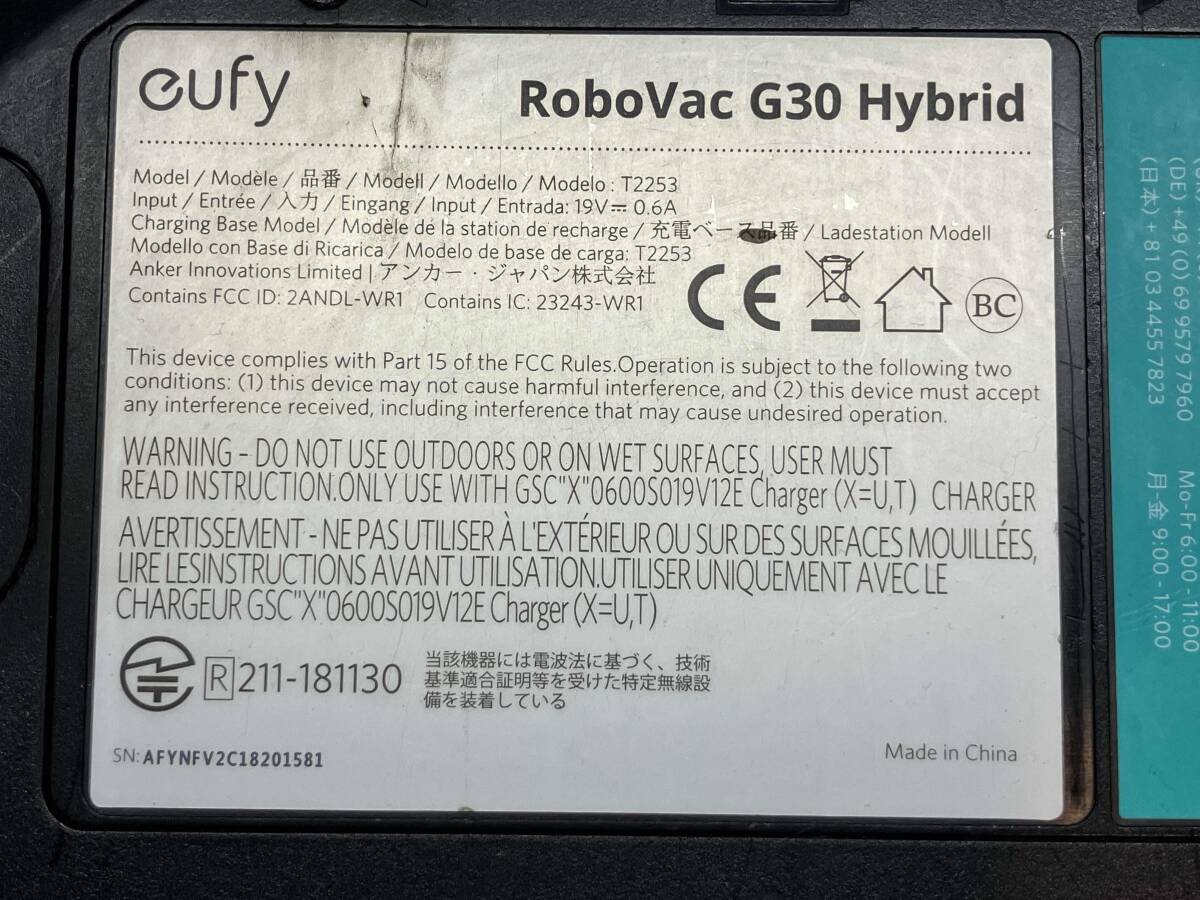 eufy
RoboVac G30 Hybrid
Model / Modèle / 品番 / Modell / Modello / Modelo : T2253
Input / Entrée /入力 / Eingang / Input / Entrada: 19V⎓ 0.6A
Charging Base Model / Modèle de la station de recharge / 充電ベース品番 / Ladestation Modell
Modello con Base di Ricarica / Modelo de base de carga: T2253
Anker Innovations Limited | アンカー・ジャパン株式会社
Contains FCC ID: 2ANDL-WR1 Contains IC: 23243-WR1
CE
BC
This device complies with Part 15 of the FCC Rules.Operation is subject to the following two
conditions: (1) this device may not cause harmful interference, and (2) this device must accept
any interference received, including interference that may cause undesired operation.
WARNING - DO NOT USE OUTDOORS OR ON WET SURFACES, USER MUST
READ INSTRUCTION.ONLY USE WITH GSC"X"0600S019V12E Charger (X=U,T) CHARGER
AVERTISSEMENT - NE PAS UTILISER À L'EXTÉRIEUR OU SUR DES SURFACES MOUILLÉES,
LIRE LESINSTRUCTIONS AVANT UTILISATION.UTILISER UNIQUEMENT AVEC LE
CHARGEUR GSC"X"0600S019V12E Charger (X=U,T)
R 211-181130
当該機器には電波法に基づく、技術
基準適合証明等を受けた特定無線設
備を装着している
SN: AFYNFV2C18201581
Made in China
(DE) +49 (0) 69 9579 7960 Mo-Fr 6:00 - 11:00
(日本) + 81 03 4455 7823 月-金 9:00 - 17:00